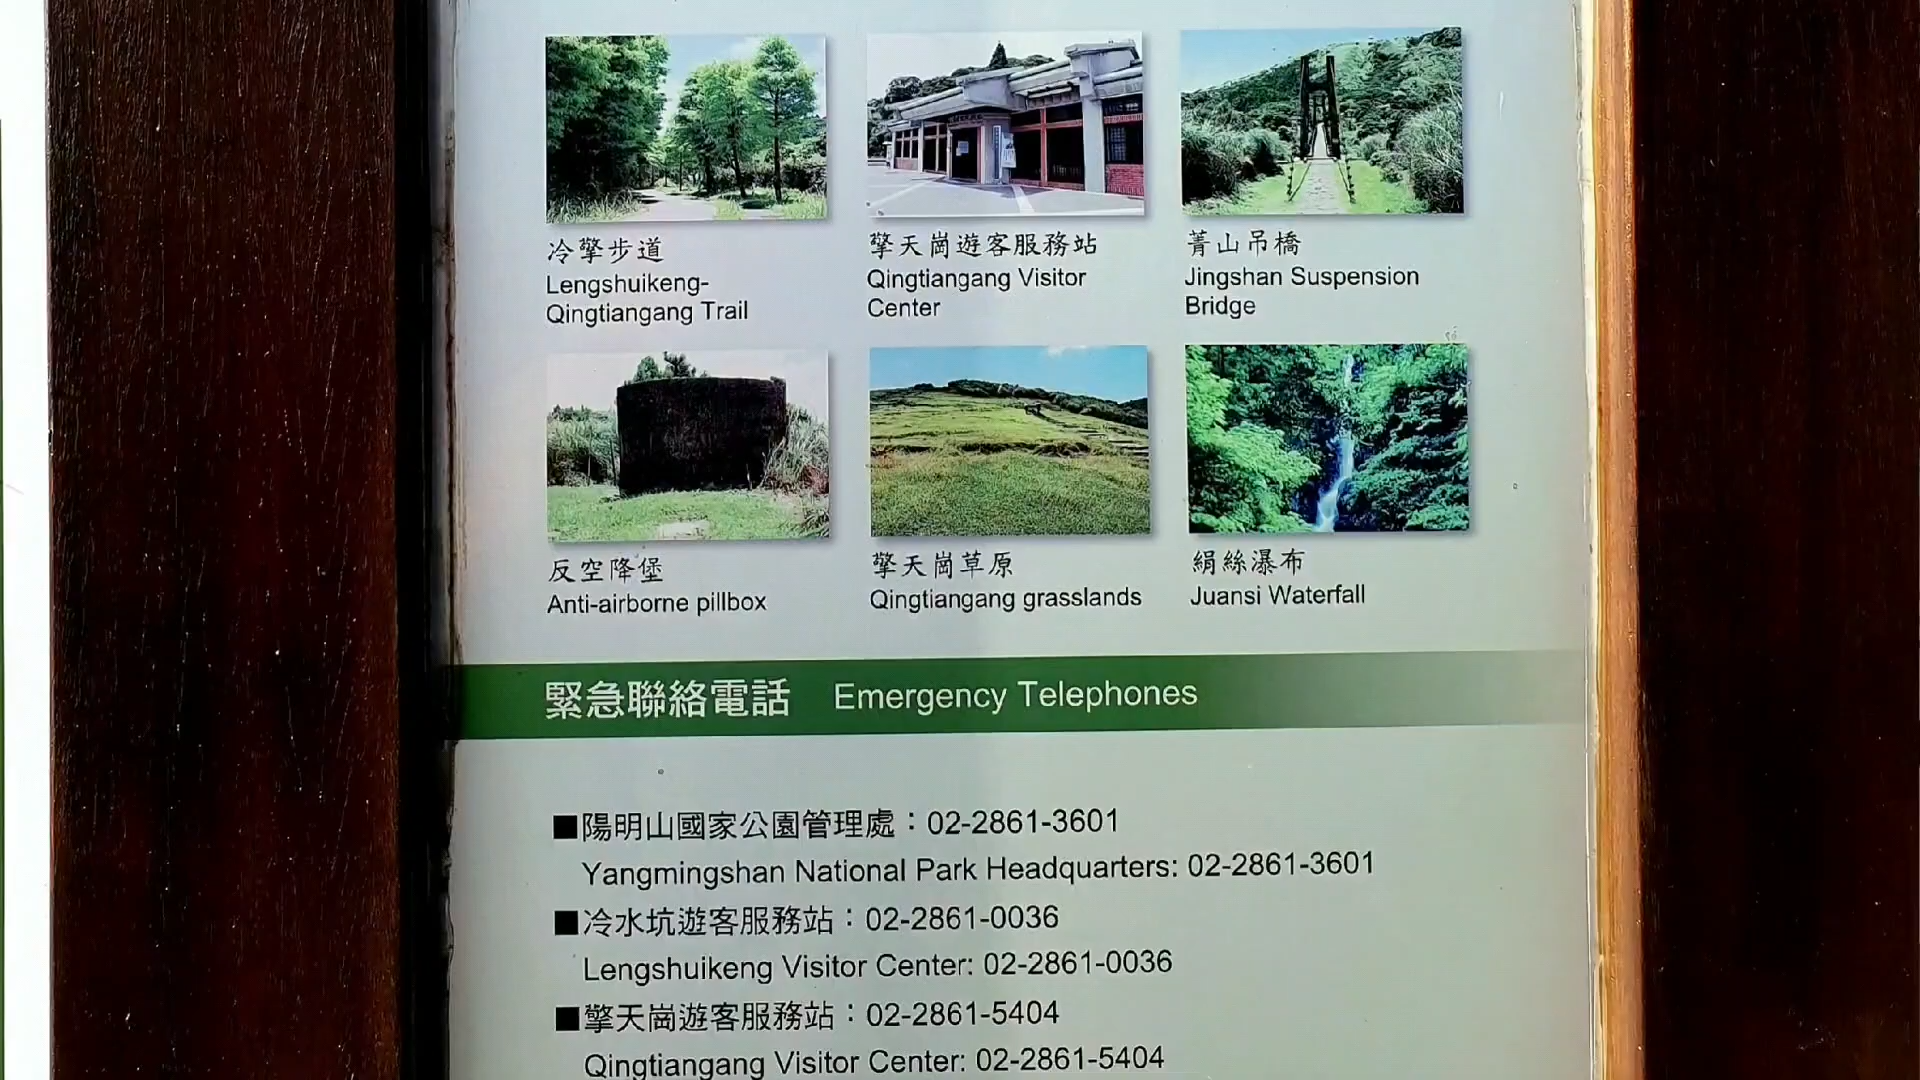 冷擎步道
Lengshuikeng-
Qingtiangang Trail
擎天崗遊客服務站
Qingtiangang Visitor
Center
菁山吊橋
Jingshan Suspension
Bridge
反空降堡
Anti-airborne pillbox
擎天崗草原
Qingtiangang grasslands
絹絲瀑布
Juansi Waterfall
緊急聯絡電話 Emergency Telephones
■陽明山國家公園管理處：02-2861-3601
Yangmingshan National Park Headquarters: 02-2861-3601
■冷水坑遊客服務站：02-2861-0036
Lengshuikeng Visitor Center: 02-2861-0036
■擎天崗遊客服務站：02-2861-5404
Qingtiangang Visitor Center: 02-2861-5404